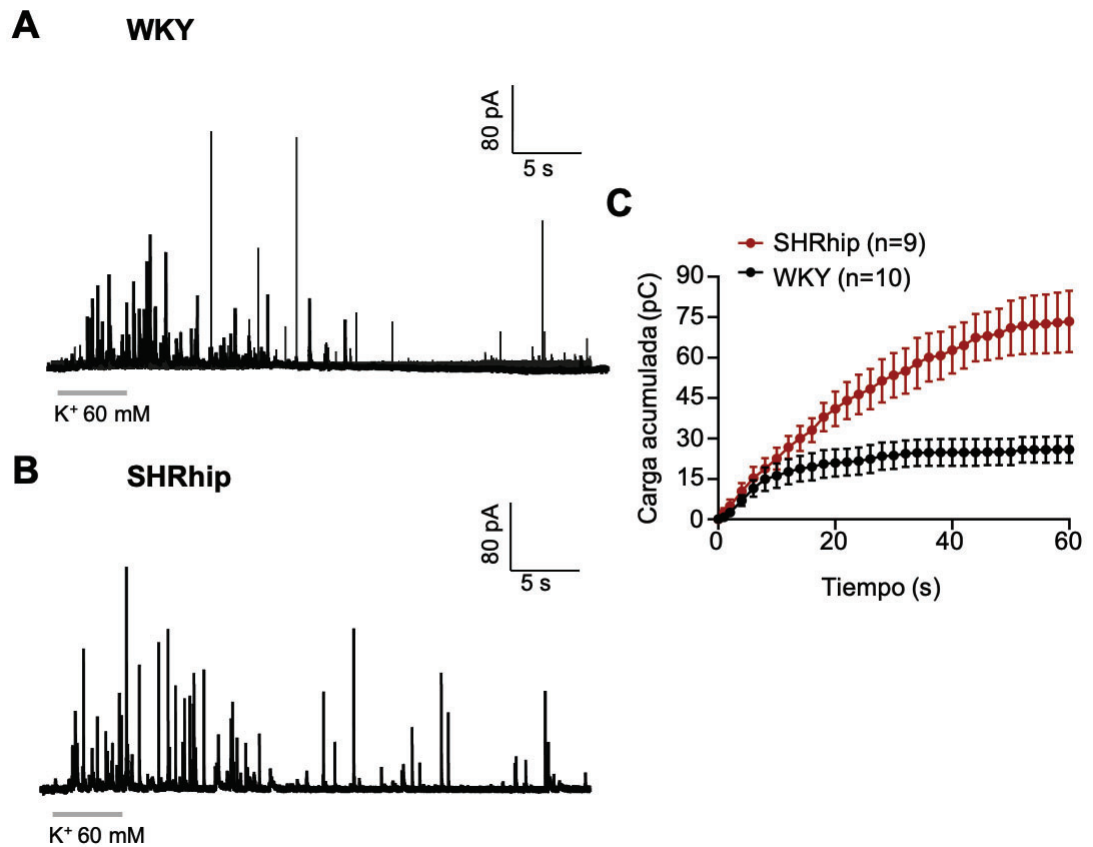 A
WKY
80 pA
5 s
K⁺ 60 mM
B
SHRhip
80 pA
5 s
K⁺ 60 mM
C
SHRhip (n=9)
WKY (n=10)
Carga acumulada (pC)
90
75
60
45
30
15
0
0 20 40 60
Tiempo (s)